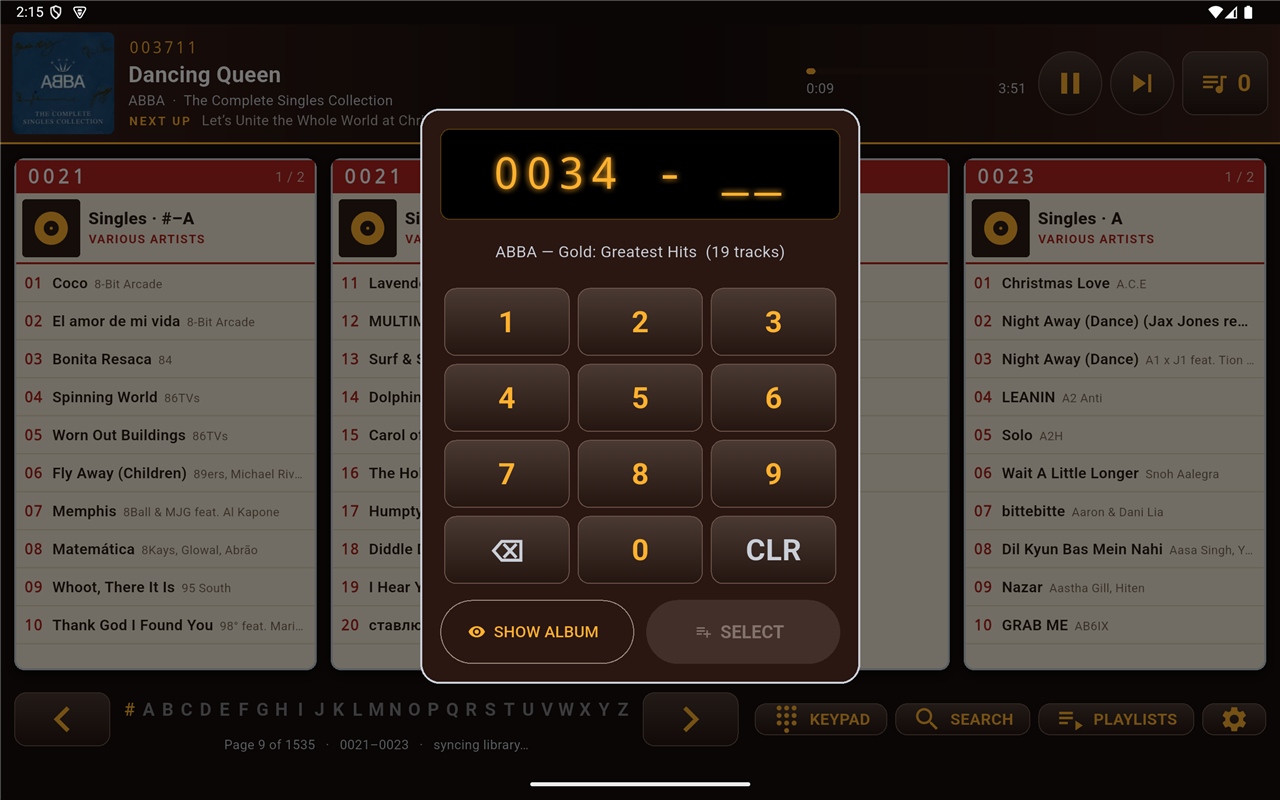 2:15
003711
Dancing Queen
ABBA · The Complete Singles Collection
NEXT UP Let's Unite the Whole World at Chr
ABBA
THE COMPLETE
SINGLES COLLECTION
0:09
3:51
0
0021 1 / 2
Singles · #–A
VARIOUS ARTISTS
01 Coco 8-Bit Arcade
02 El amor de mi vida 8-Bit Arcade
03 Bonita Resaca 84
04 Spinning World 86TVs
05 Worn Out Buildings 86TVs
06 Fly Away (Children) 89ers, Michael Riv…
07 Memphis 8Ball & MJG feat. Al Kapone
08 Matemática 8Kays, Glowal, Abrão
09 Whoot, There It Is 95 South
10 Thank God I Found You 98° feat. Mari…
0021
Si
VA
11 Lavend
12 MULTIM
13 Surf & S
14 Dolphin
15 Carol of
16 The Hol
17 Humpty
18 Diddle D
19 I Hear Y
20 ставлю
0034 - __
ABBA — Gold: Greatest Hits (19 tracks)
1 2 3
4 5 6
7 8 9
0 CLR
SHOW ALBUM SELECT
0023 1 / 2
Singles · A
VARIOUS ARTISTS
01 Christmas Love A.C.E
02 Night Away (Dance) (Jax Jones re…
03 Night Away (Dance) A1 x J1 feat. Tion …
04 LEANIN A2 Anti
05 Solo A2H
06 Wait A Little Longer Snoh Aalegra
07 bittebitte Aaron & Dani Lia
08 Dil Kyun Bas Mein Nahi Aasa Singh, Y…
09 Nazar Aastha Gill, Hiten
10 GRAB ME AB6IX
# A B C D E F G H I J K L M N O P Q R S T U V W X Y Z
Page 9 of 1535 · 0021–0023 · syncing library…
KEYPAD
SEARCH
PLAYLISTS